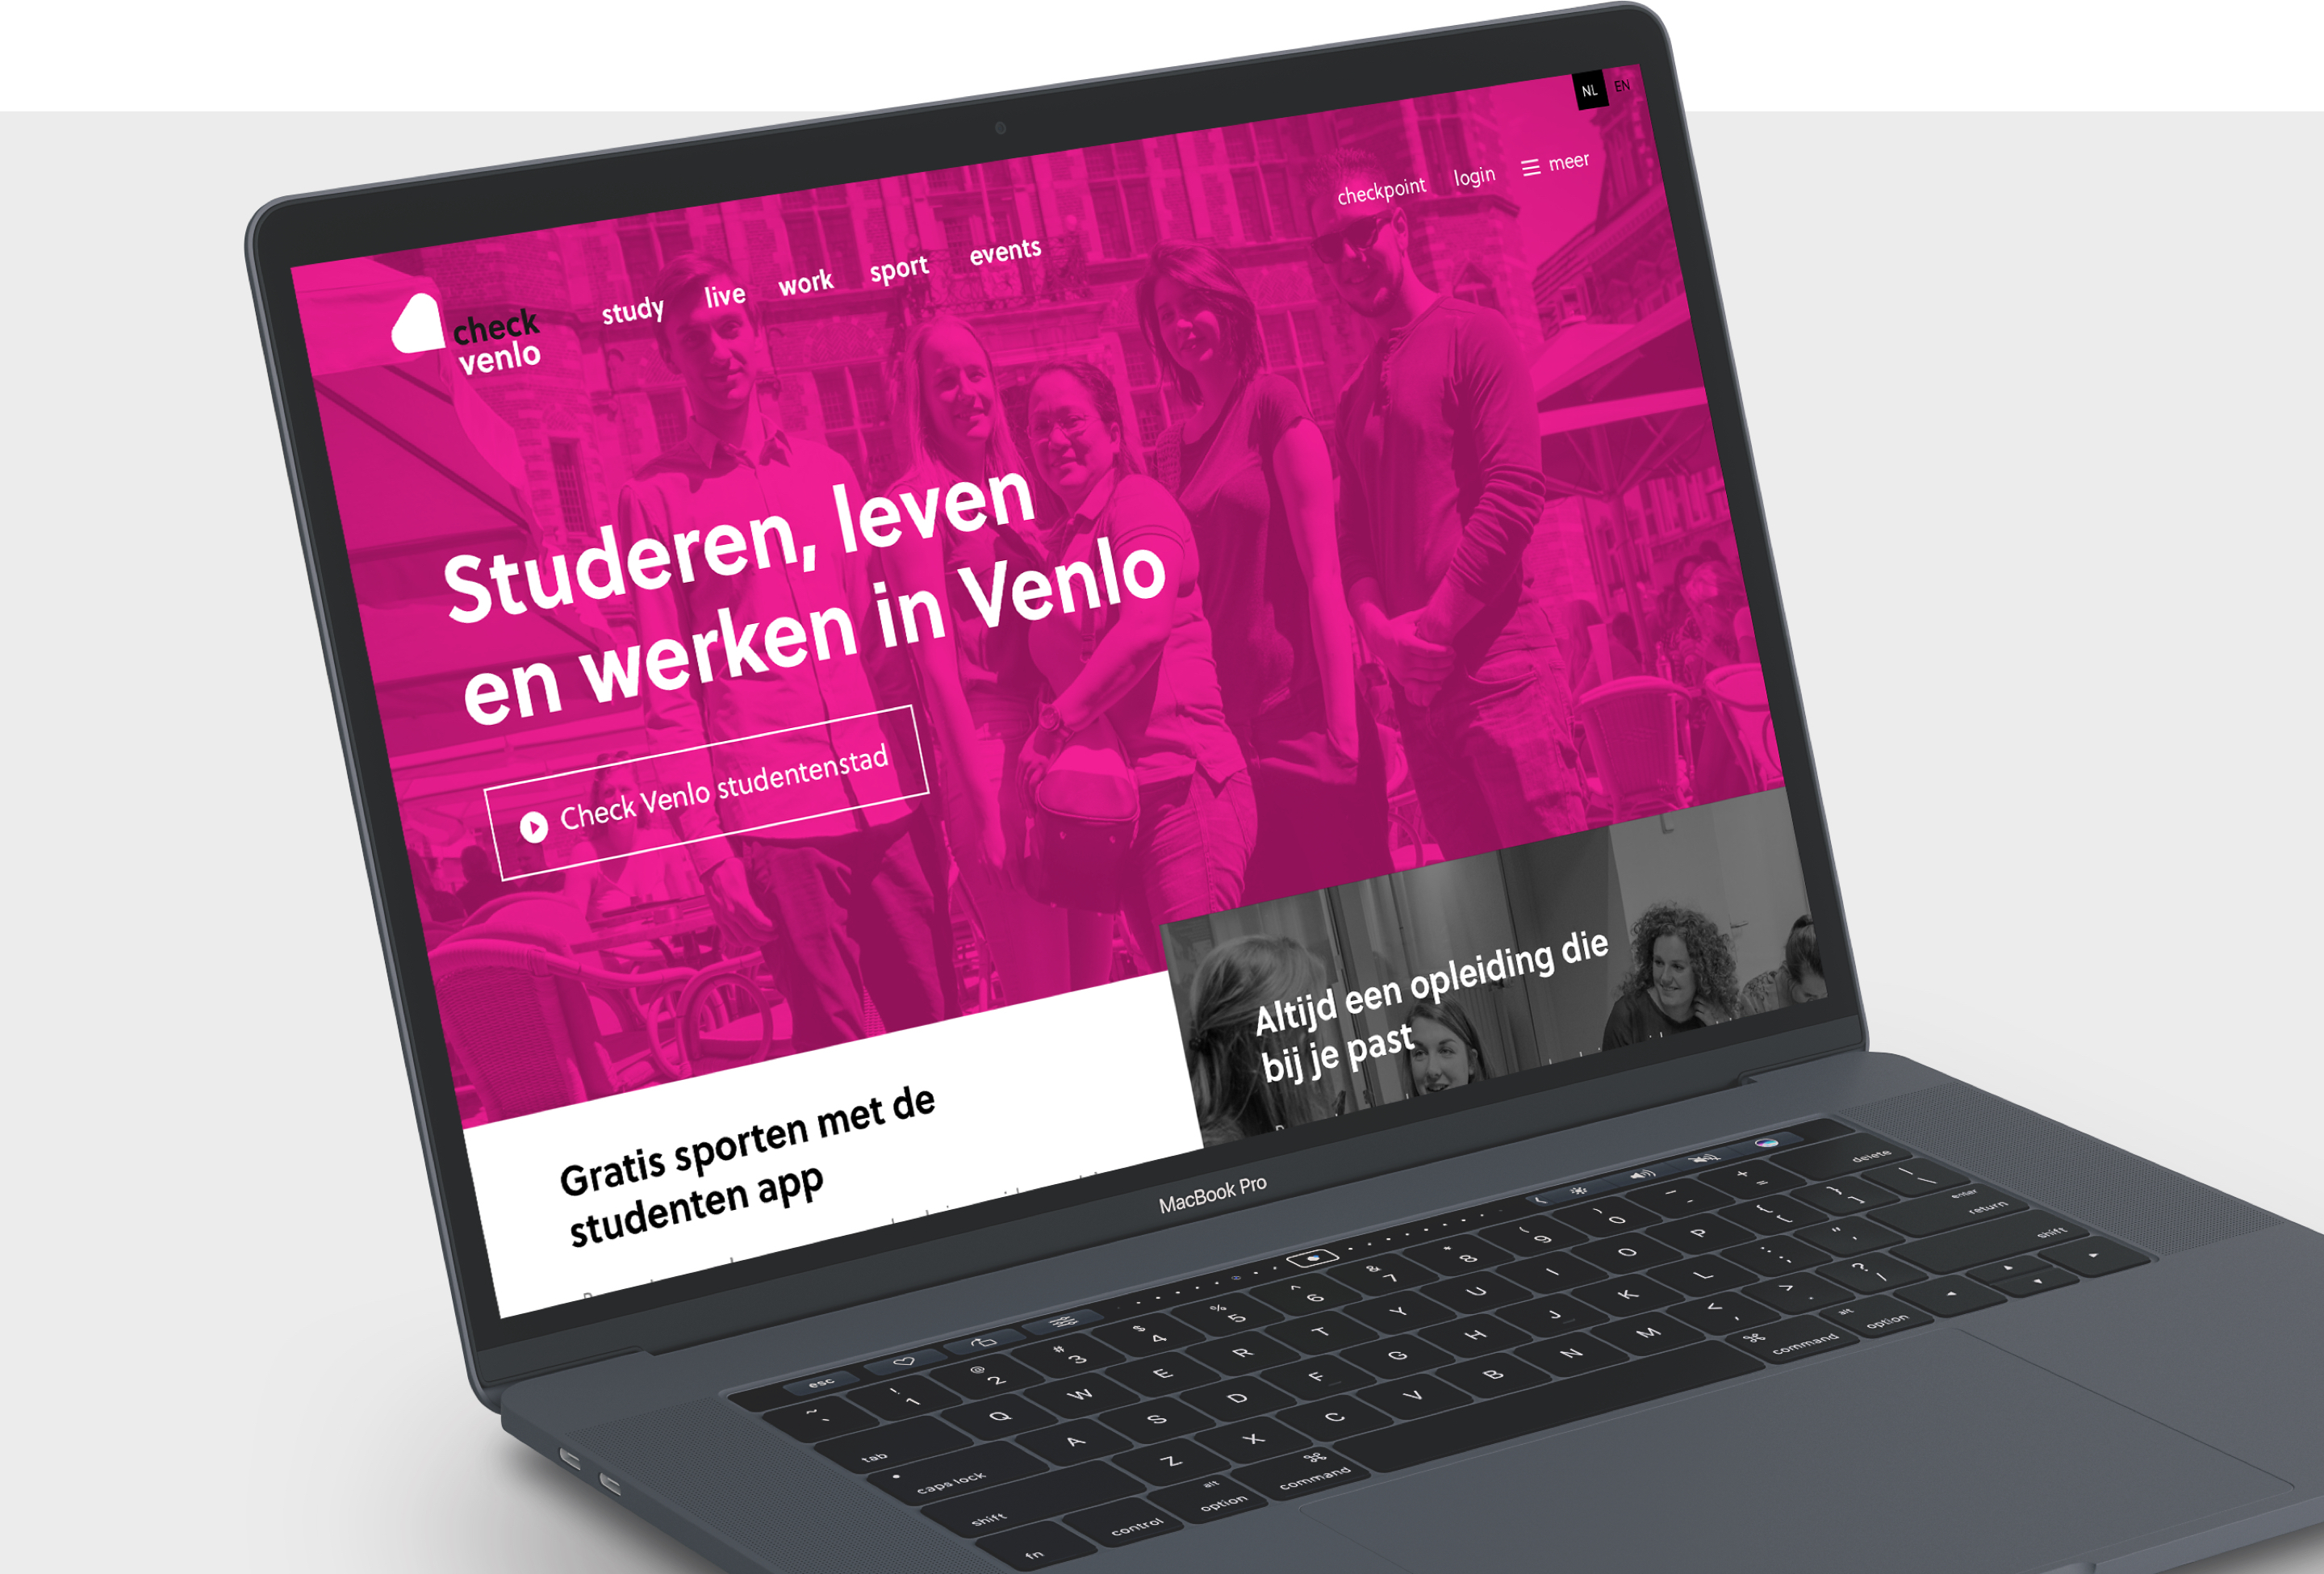 NL EN
checkpoint login meer
study live work sport events
check
venlo
Studeren, leven
en werken in Venlo
Check Venlo studentenstad
Altijd een opleiding die
bij je past
Gratis sporten met de
studenten app
MacBook Pro
esc
~ ` ! 1 @ 2 # 3 $ 4 % 5 ^ 6 & 7 * 8 ( 9 ) 0 _ - + = delete
tab Q W E R T Y U I O P { [ } ] | \
caps lock A S D F G H J K L : ; " ' enter return
shift Z X C V B N M < , > . ? / shift
fn control alt option ⌘ command ⌘ command alt option